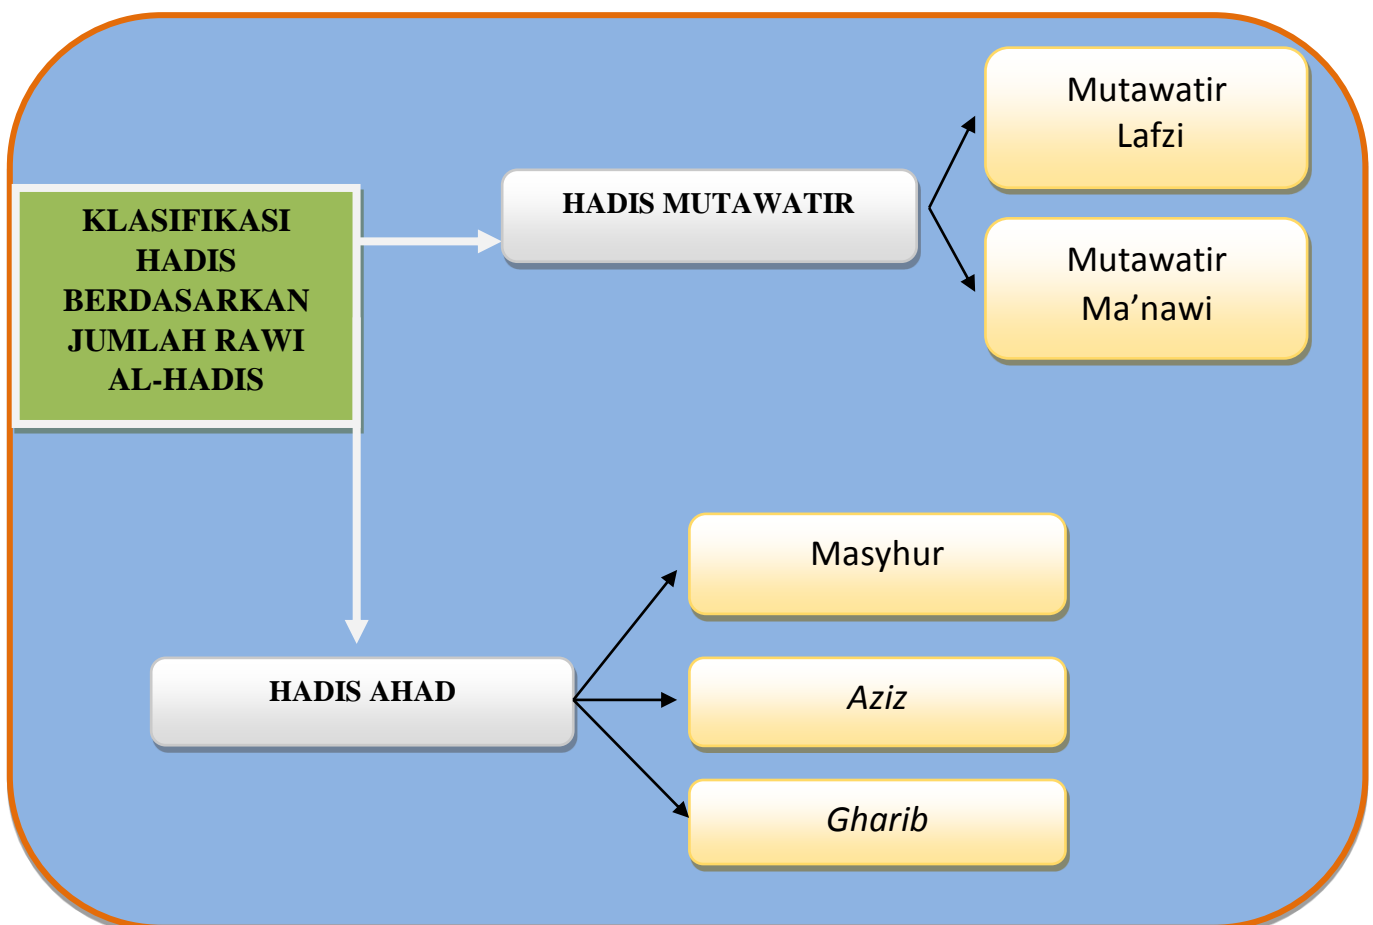 KLASIFIKASI
HADIS
BERDASARKAN
JUMLAH RAWI
AL-HADIS
HADIS MUTAWATIR
Mutawatir
Lafzi
Mutawatir
Ma’nawi
HADIS AHAD
Masyhur
Aziz
Gharib